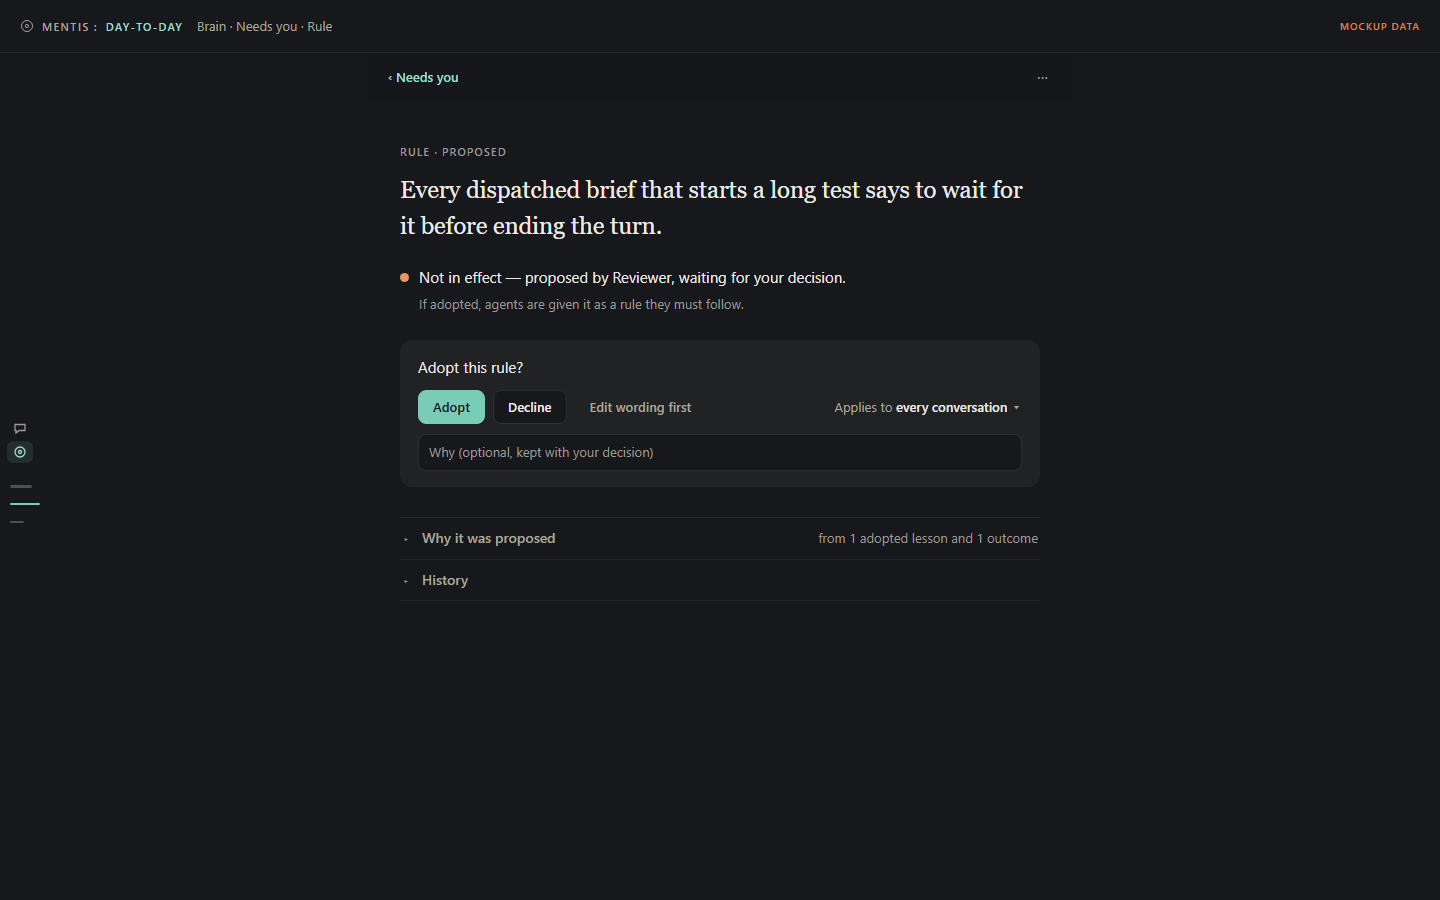 MENTIS : DAY-TO-DAY Brain · Needs you · Rule
MOCKUP DATA
‹ Needs you
···
RULE · PROPOSED
Every dispatched brief that starts a long test says to wait for
it before ending the turn.
Not in effect — proposed by Reviewer, waiting for your decision.
If adopted, agents are given it as a rule they must follow.
Adopt this rule?
Adopt
Decline
Edit wording first
Applies to every conversation
Why (optional, kept with your decision)
Why it was proposed
from 1 adopted lesson and 1 outcome
History